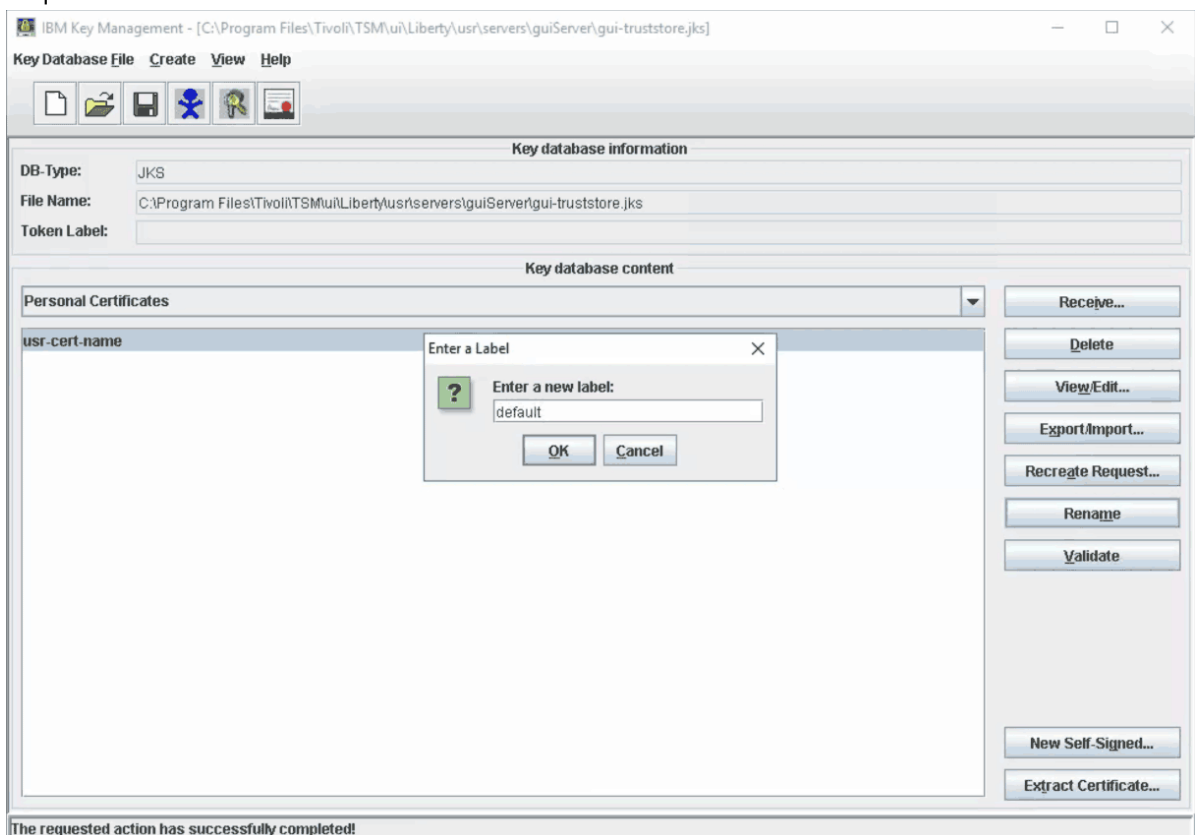 IBM Key Management - [C:\Program Files\Tivoli\TSM\ui\Liberty\usr\servers\guiServer\gui-truststore.jks]
Key Database File Create View Help
Key database information
DB-Type: JKS
File Name: C:\Program Files\Tivoli\TSM\ui\Liberty\usr\servers\guiServer\gui-truststore.jks
Token Label:
Key database content
Personal Certificates
usr-cert-name
Enter a Label
? Enter a new label:
default
OK Cancel
Receive...
Delete
View/Edit...
Export/Import...
Recreate Request...
Rename
Validate
New Self-Signed...
Extract Certificate...
The requested action has successfully completed!